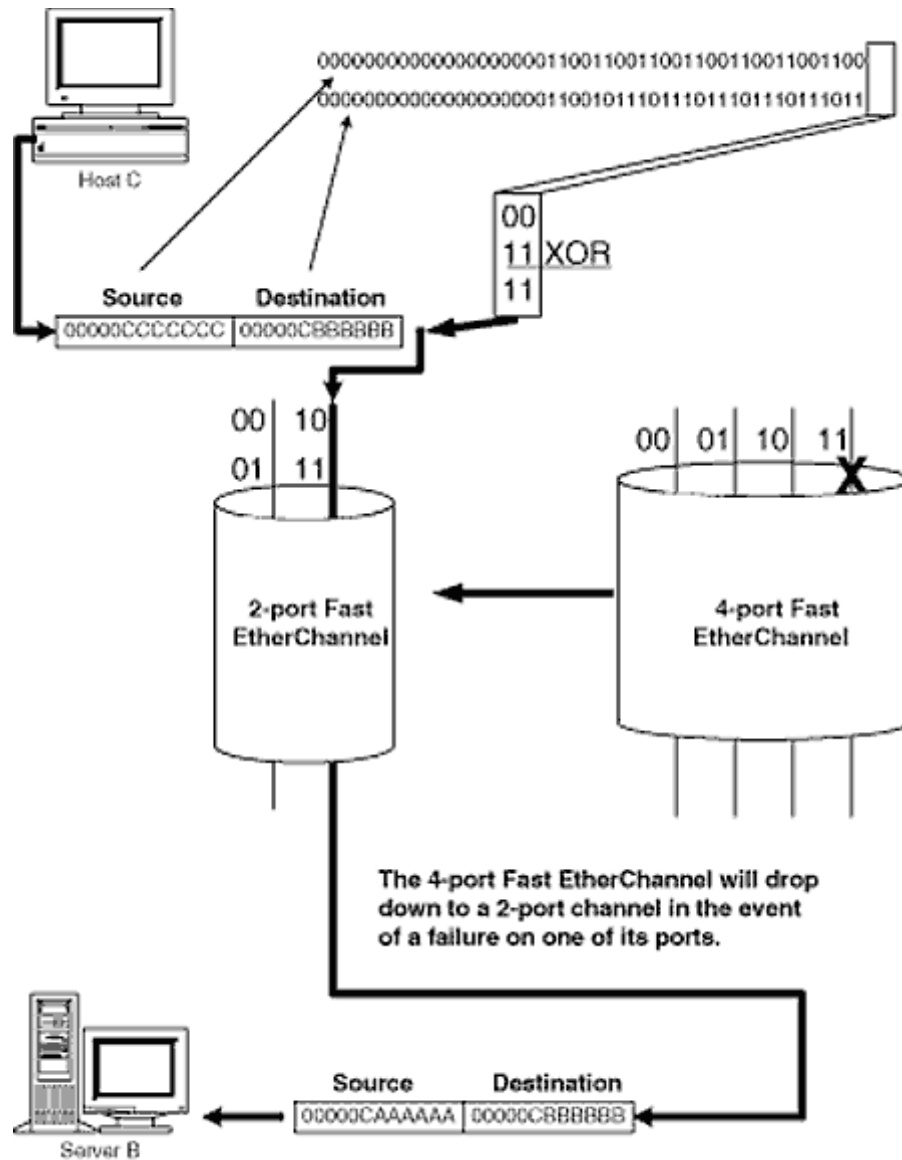 000000000000000000001100110011001100110011001100
000000000000000000001100101110111011101110111011
Host C
00
11 XOR
11
Source Destination
00000CCCCCCC 00000CBBBBBB
00 10
01 11
00 01 10 11
X
2-port Fast
EtherChannel
4-port Fast
EtherChannel
The 4-port Fast EtherChannel will drop
down to a 2-port channel in the event
of a failure on one of its ports.
Source Destination
00000CAAAAAA 00000CBBBBBB
Server B